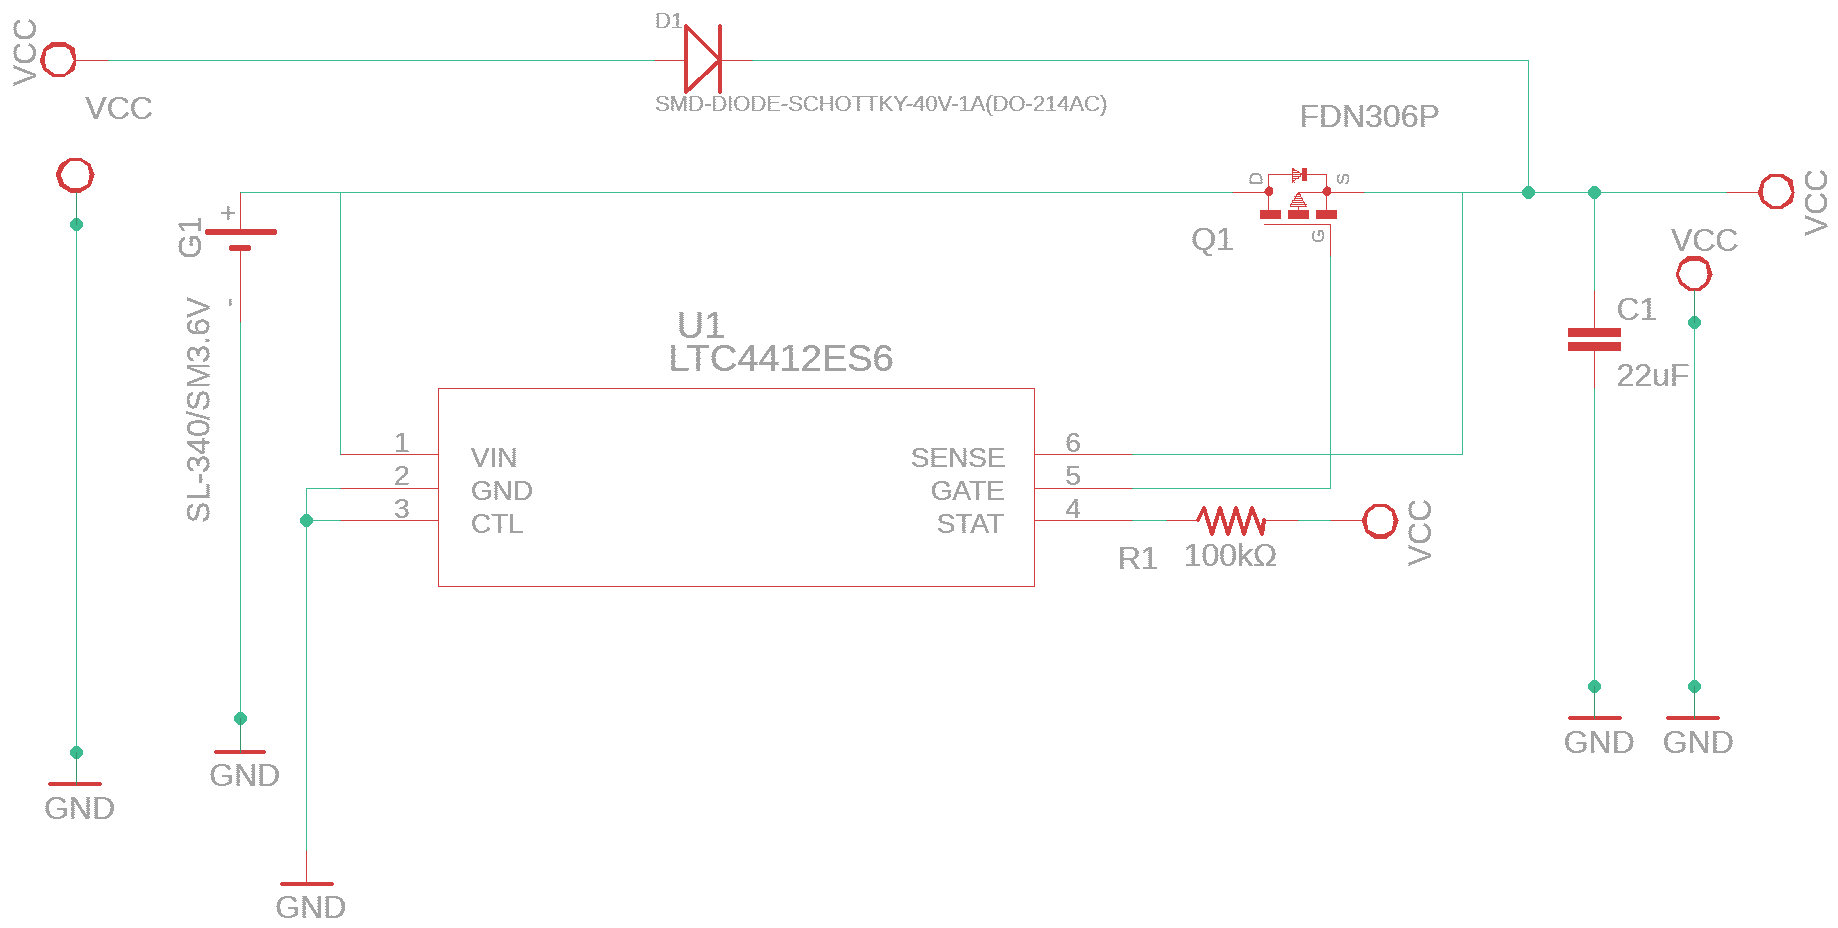 D1
VCC
VCC
SMD-DIODE-SCHOTTKY-40V-1A(DO-214AC)
FDN306P
D
S
VCC
+
G1
Q1
G
VCC
-
SL-340/SM3.6V
U1
LTC4412ES6
C1
22uF
1
VIN
SENSE
6
2
GND
GATE
5
3
CTL
STAT
4
R1
100kΩ
VCC
GND
GND
GND
GND
GND